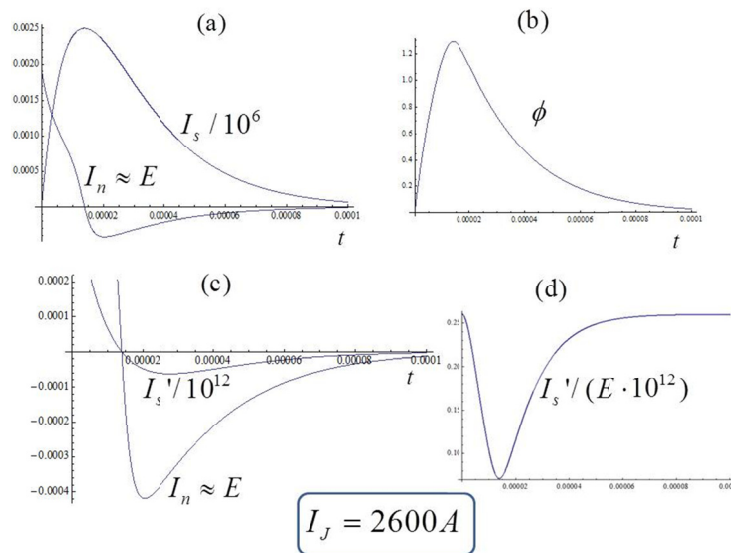 (a)
0.0025
0.0020
0.0015
0.0010
0.0005
I_s / 10^6
I_n ≈ E
0.00002 0.00004 0.00006 0.00008 0.0001
t
(b)
1.2
1.0
0.8
0.6
0.4
0.2
ϕ
0.00002 0.00004 0.00006 0.00008 0.0001
t
(c)
0.0002
0.0001
−0.0001
−0.0002
−0.0003
−0.0004
0.00002 0.00004 0.00006 0.00008 0.0001
t
I_s'/10^12
I_n ≈ E
(d)
0.25
0.20
0.15
0.10
I_s'/(E·10^12)
0.00002 0.00004 0.00006 0.00008 0.0001
I_J = 2600A